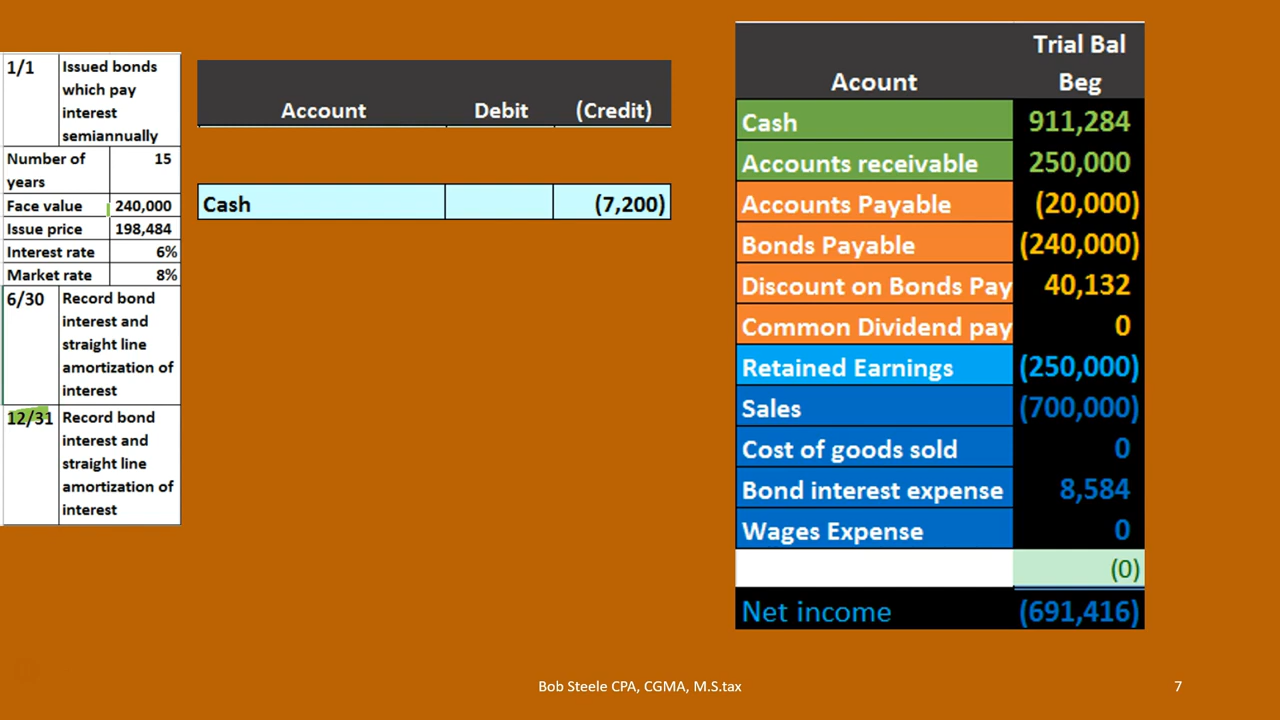 1/1 Issued bonds
which pay
interest
semiannually
Number of 15
years
Face value 240,000
Issue price 198,484
Interest rate 6%
Market rate 8%
6/30 Record bond
interest and
straight line
amortization of
interest
12/31 Record bond
interest and
straight line
amortization of
interest
Account Debit (Credit)
Cash (7,200)
Trial Bal
Acount Beg
Cash 911,284
Accounts receivable 250,000
Accounts Payable (20,000)
Bonds Payable (240,000)
Discount on Bonds Pay 40,132
Common Dividend pay 0
Retained Earnings (250,000)
Sales (700,000)
Cost of goods sold 0
Bond interest expense 8,584
Wages Expense 0
(0)
Net income (691,416)
Bob Steele CPA, CGMA, M.S.tax
7